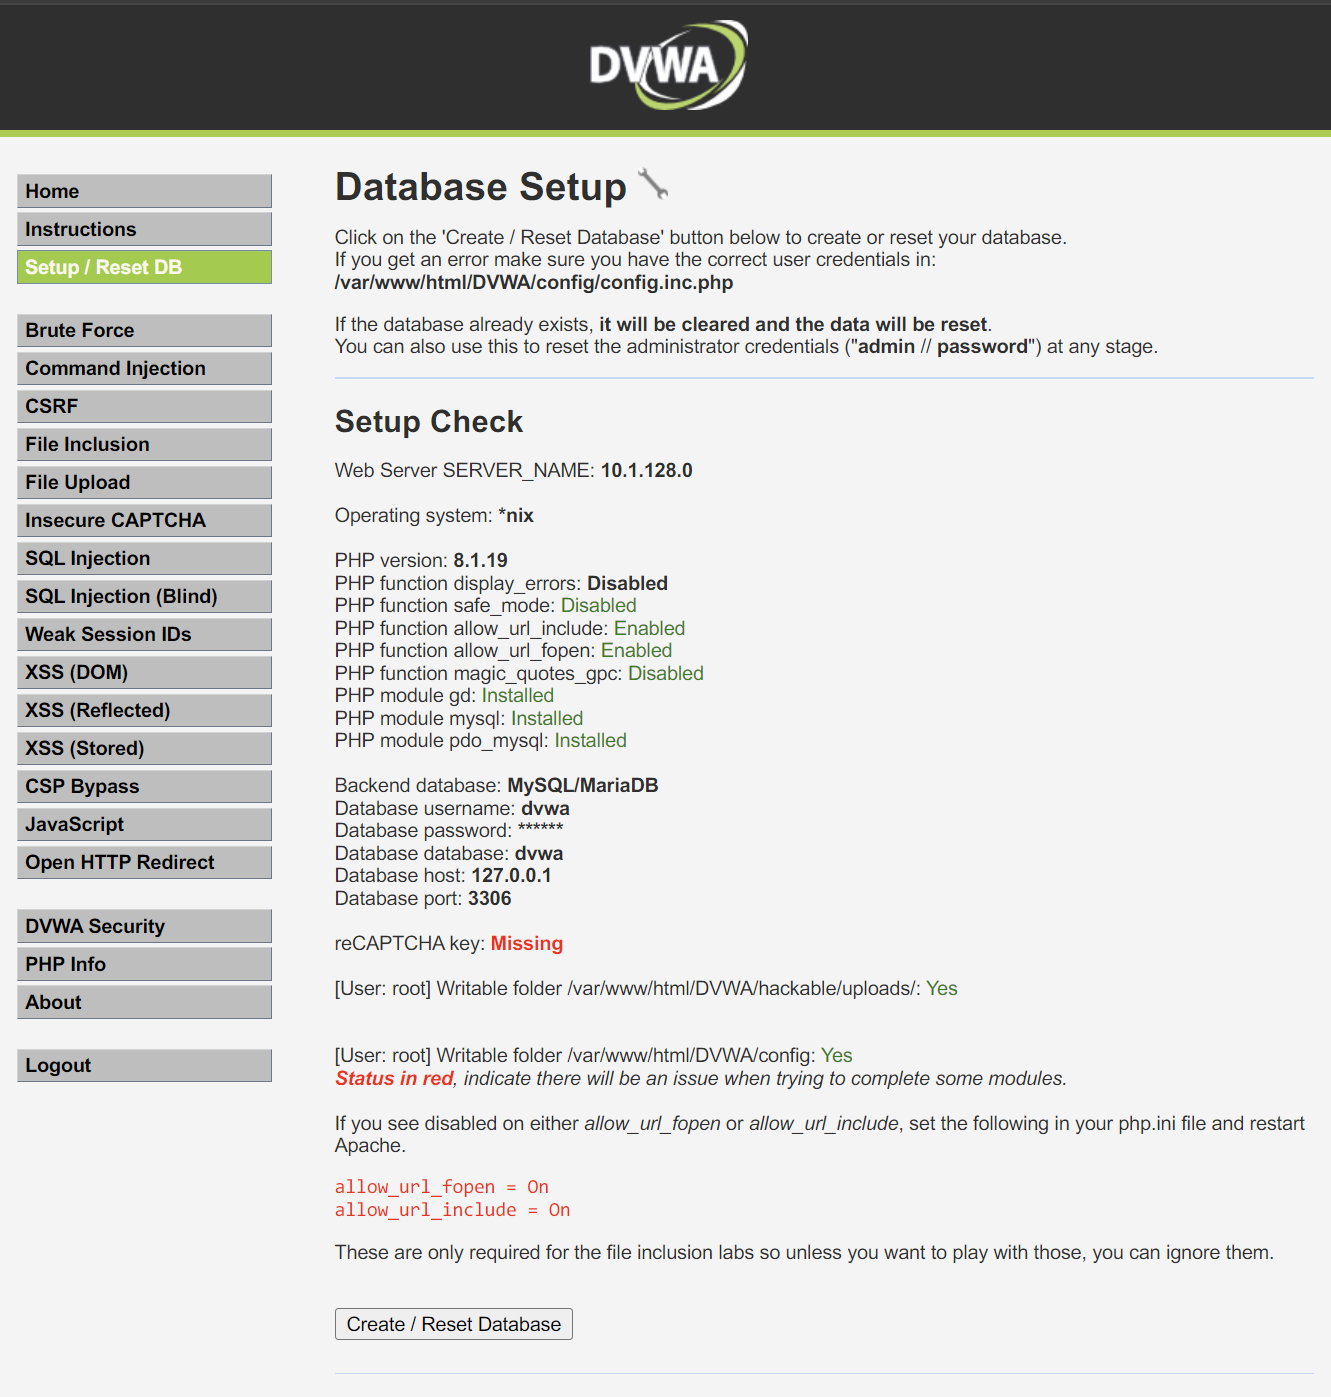 DVWA
Home
Instructions
Setup / Reset DB
Brute Force
Command Injection
CSRF
File Inclusion
File Upload
Insecure CAPTCHA
SQL Injection
SQL Injection (Blind)
Weak Session IDs
XSS (DOM)
XSS (Reflected)
XSS (Stored)
CSP Bypass
JavaScript
Open HTTP Redirect
DVWA Security
PHP Info
About
Logout
Database Setup
Click on the 'Create / Reset Database' button below to create or reset your database.
If you get an error make sure you have the correct user credentials in:
/var/www/html/DVWA/config/config.inc.php
If the database already exists, it will be cleared and the data will be reset.
You can also use this to reset the administrator credentials ("admin // password") at any stage.
Setup Check
Web Server SERVER_NAME: 10.1.128.0
Operating system: *nix
PHP version: 8.1.19
PHP function display_errors: Disabled
PHP function safe_mode: Disabled
PHP function allow_url_include: Enabled
PHP function allow_url_fopen: Enabled
PHP function magic_quotes_gpc: Disabled
PHP module gd: Installed
PHP module mysql: Installed
PHP module pdo_mysql: Installed
Backend database: MySQL/MariaDB
Database username: dvwa
Database password: ******
Database database: dvwa
Database host: 127.0.0.1
Database port: 3306
reCAPTCHA key: Missing
[User: root] Writable folder /var/www/html/DVWA/hackable/uploads/: Yes
[User: root] Writable folder /var/www/html/DVWA/config: Yes
Status in red, indicate there will be an issue when trying to complete some modules.
If you see disabled on either allow_url_fopen or allow_url_include, set the following in your php.ini file and restart
Apache.
allow_url_fopen = On
allow_url_include = On
These are only required for the file inclusion labs so unless you want to play with those, you can ignore them.
Create / Reset Database